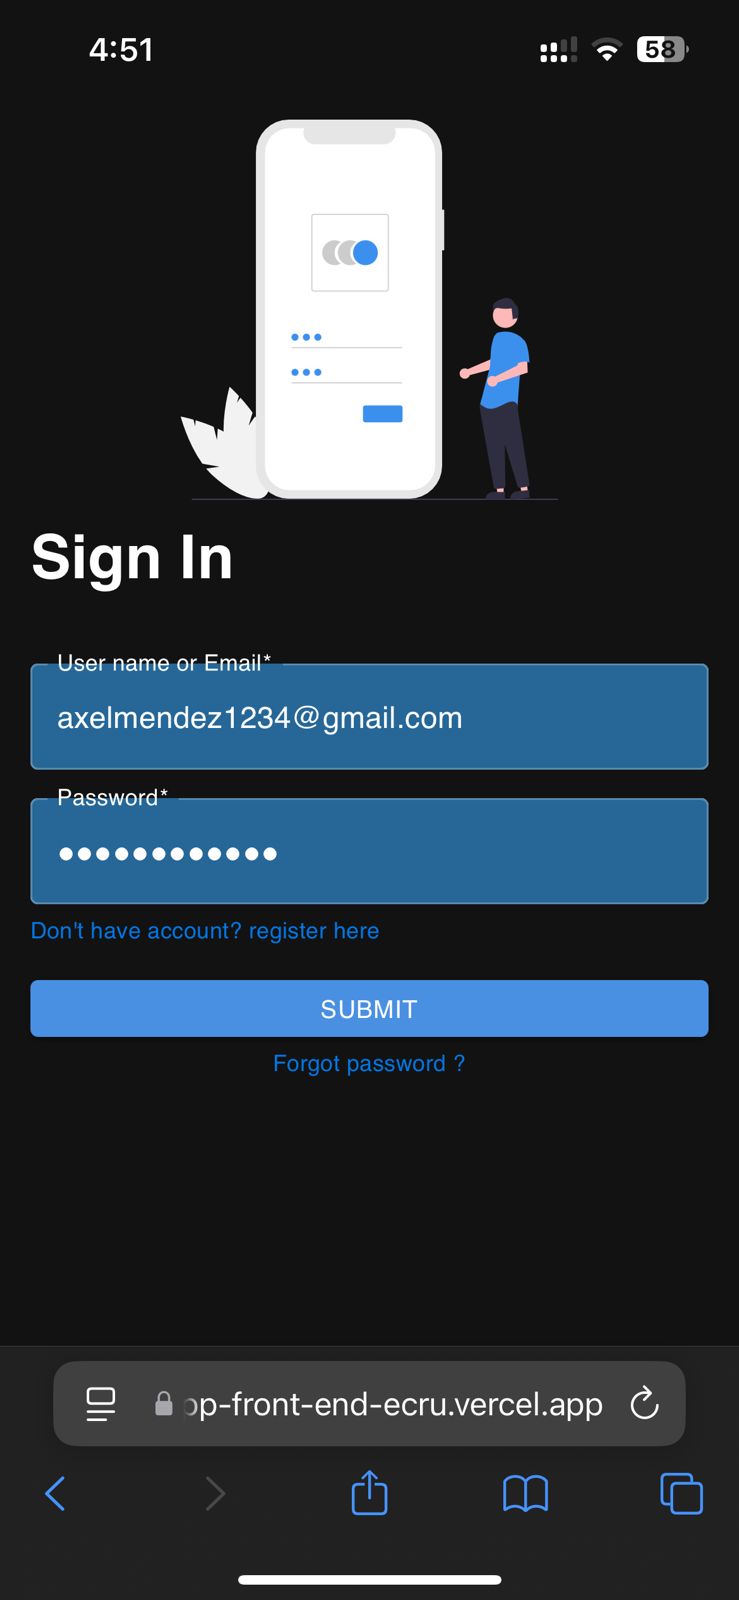 4:51
58
Sign In
User name or Email*
axelmendez1234@gmail.com
Password*
••••••••••••
Don't have account? register here
SUBMIT
Forgot password ?
pp-front-end-ecru.vercel.app